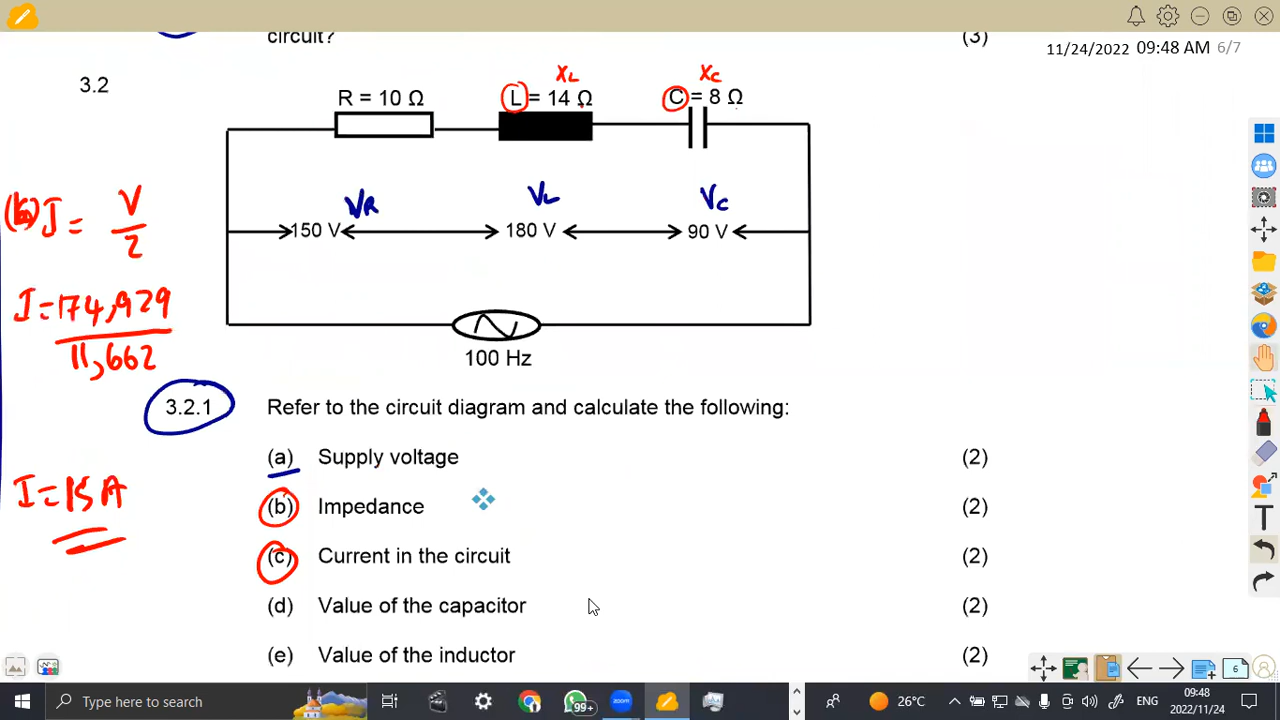 circuit?
(3)
11/24/2022 09:48 AM 6/7
3.2
XL
XC
R = 10 Ω
L = 14 Ω
C = 8 Ω
VR
VL
VC
150 V
180 V
90 V
100 Hz
I = V
2
I = 174,929
11,662
I = 15 A
3.2.1 Refer to the circuit diagram and calculate the following:
(a) Supply voltage (2)
(b) Impedance (2)
(c) Current in the circuit (2)
(d) Value of the capacitor (2)
(e) Value of the inductor (2)
T
6
Type here to search
99+
zoom
26°C
ENG
09:48
2022/11/24